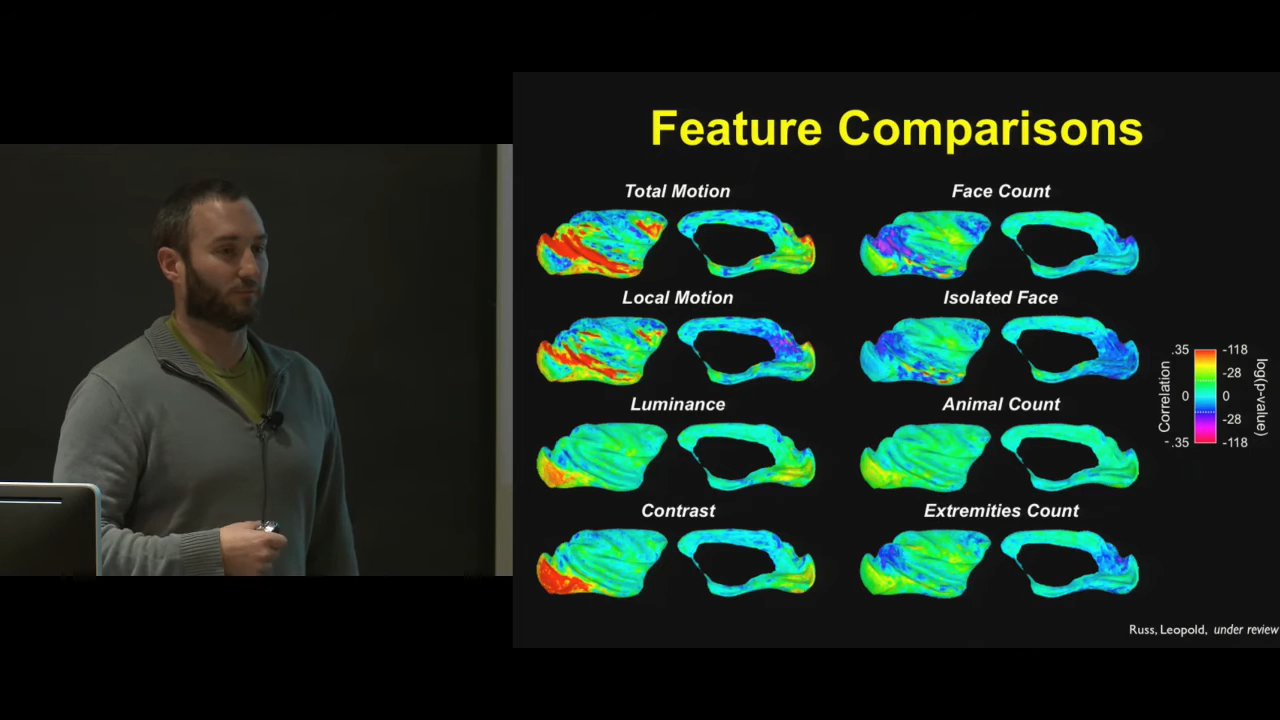 Feature Comparisons
Total Motion
Face Count
Local Motion
Isolated Face
Luminance
Animal Count
Contrast
Extremities Count
Correlation
.35
0
-.35
-118
-28
0
-28
-118
log(p-value)
Russ, Leopold, under review